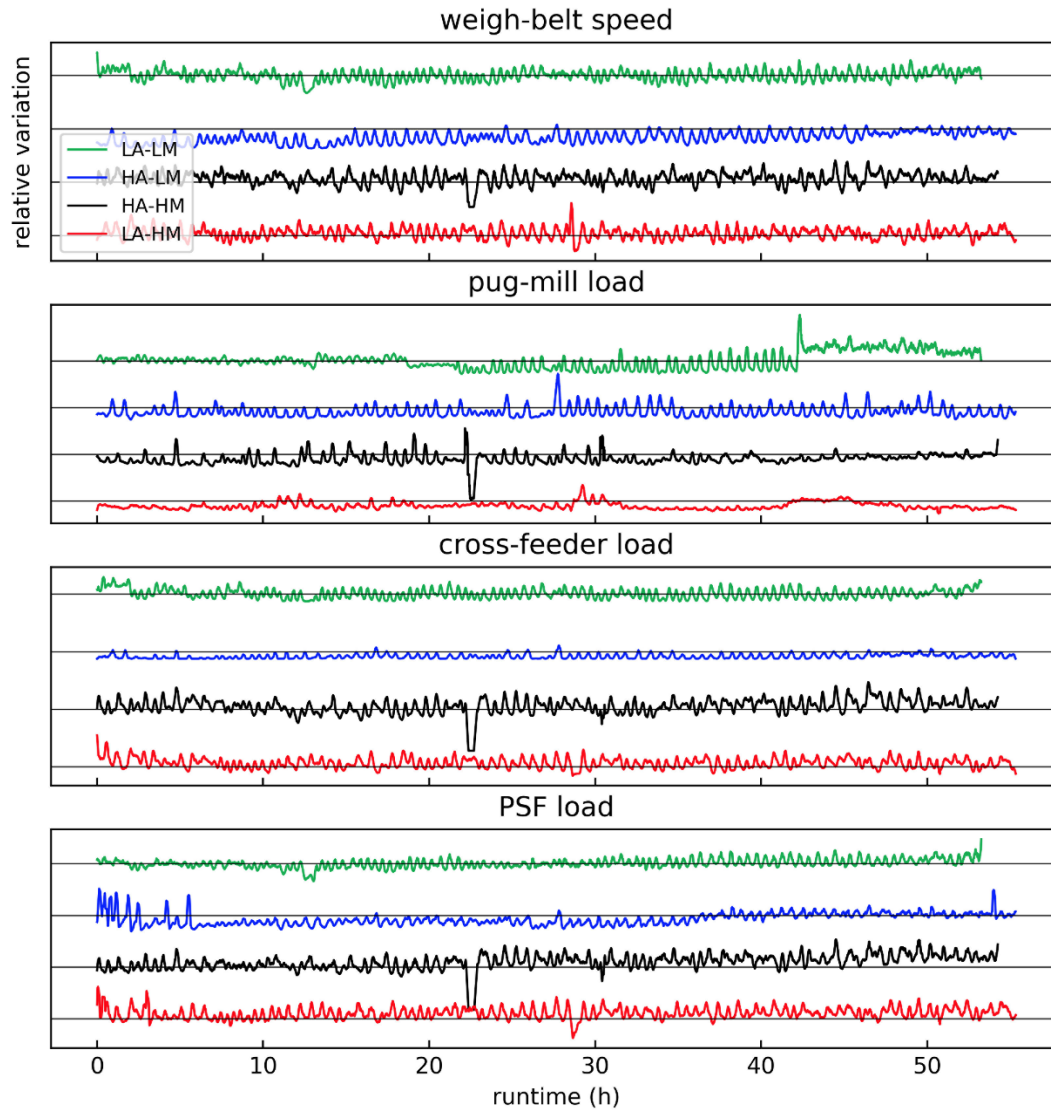 weigh-belt speed
relative variation
LA-LM
HA-LM
HA-HM
LA-HM
pug-mill load
cross-feeder load
PSF load
0 10 20 30 40 50
runtime (h)